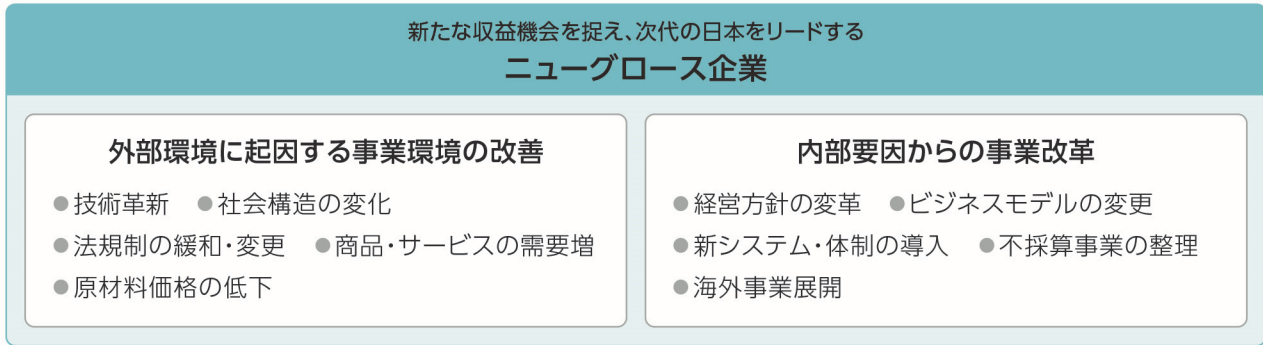 新たな収益機会を捉え、次代の日本をリードする
ニューグロース企業
外部環境に起因する事業環境の改善
●技術革新 ●社会構造の変化
●法規制の緩和・変更 ●商品・サービスの需要増
●原材料価格の低下
内部要因からの事業改革
●経営方針の変革 ●ビジネスモデルの変更
●新システム・体制の導入 ●不採算事業の整理
●海外事業展開